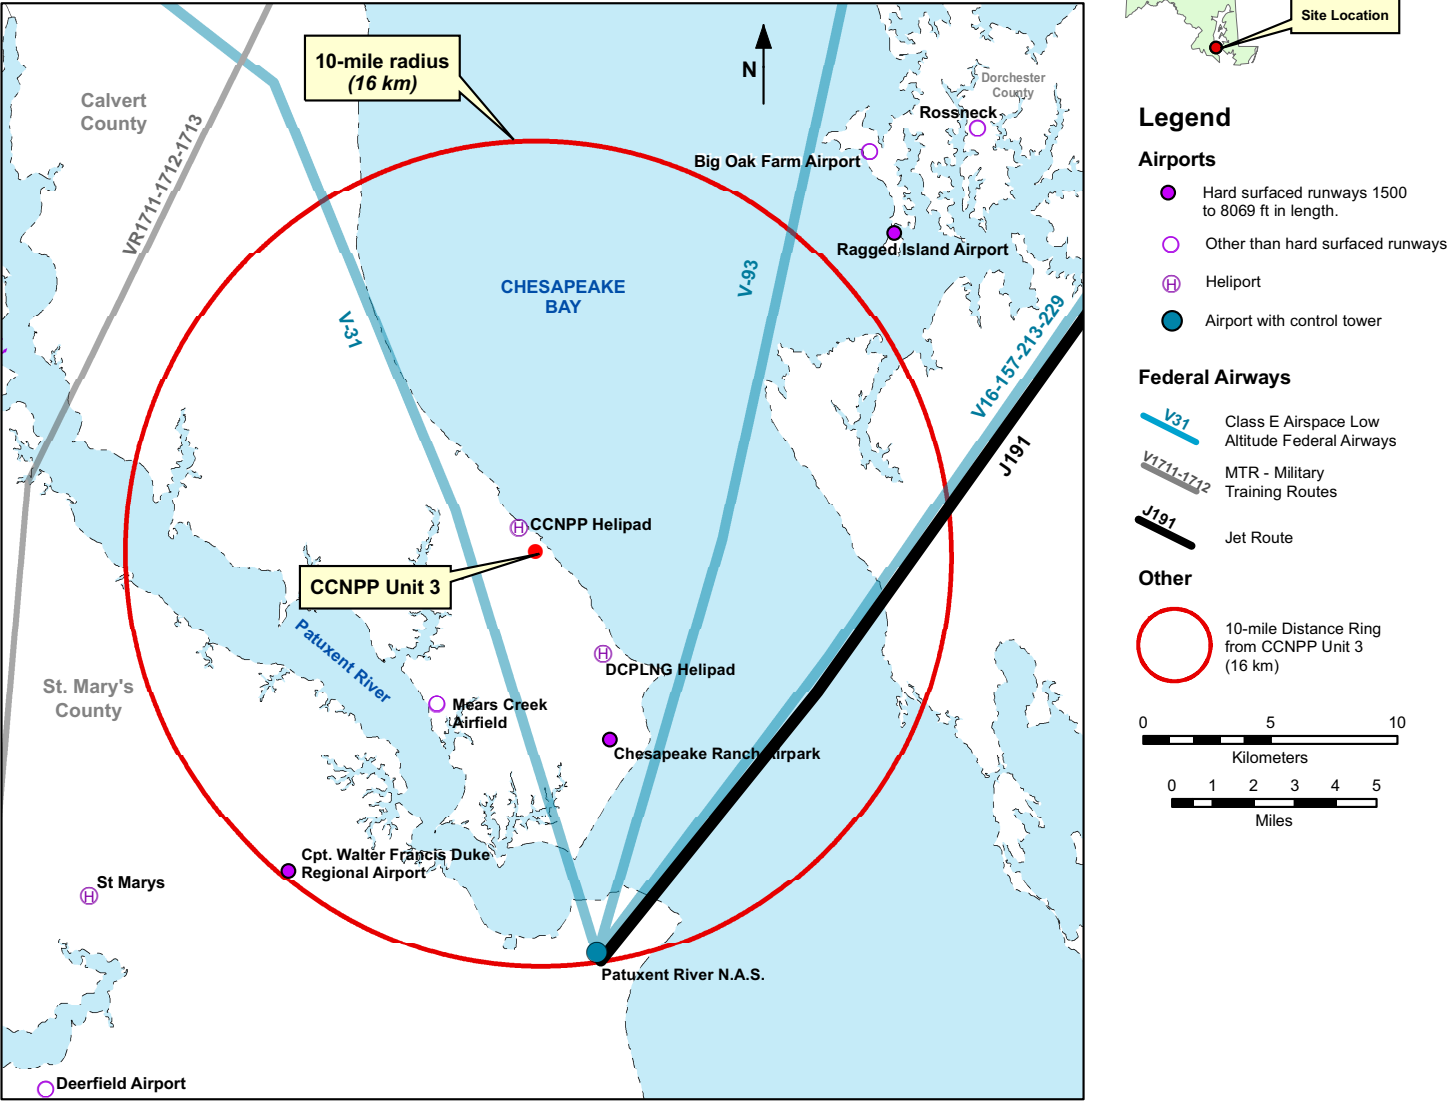 Site Location
10-mile radius
(16 km)
N
Calvert
County
VR1711-1712-1713
Dorchester
County
Rossneck
Big Oak Farm Airport
Ragged Island Airport
CHESAPEAKE
BAY
V-31
V-93
V16-157-213-229
J191
H
CCNPP Helipad
CCNPP Unit 3
Patuxent River
H
DCPLNG Helipad
St. Mary's
County
Mears Creek
Airfield
Chesapeake Ranch Airpark
Cpt. Walter Francis Duke
Regional Airport
H
St Marys
Patuxent River N.A.S.
Deerfield Airport
Legend
Airports
Hard surfaced runways 1500
to 8069 ft in length.
Other than hard surfaced runways
H
Heliport
Airport with control tower
Federal Airways
V31
Class E Airspace Low
Altitude Federal Airways
V1711-1712
MTR - Military
Training Routes
J191
Jet Route
Other
10-mile Distance Ring
from CCNPP Unit 3
(16 km)
0 5 10
Kilometers
0 1 2 3 4 5
Miles